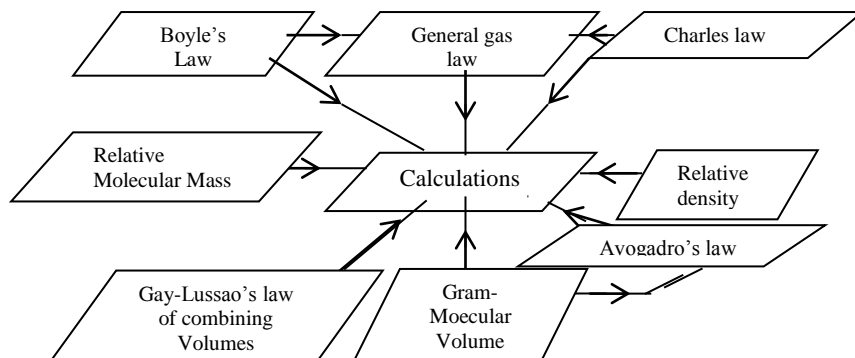 Boyle's
Law
General gas
law
Charles law
Relative
Molecular Mass
Calculations
Relative
density
Avogadro's law
Gay-Lussao's law
of combining
Volumes
Gram-
Moecular
Volume